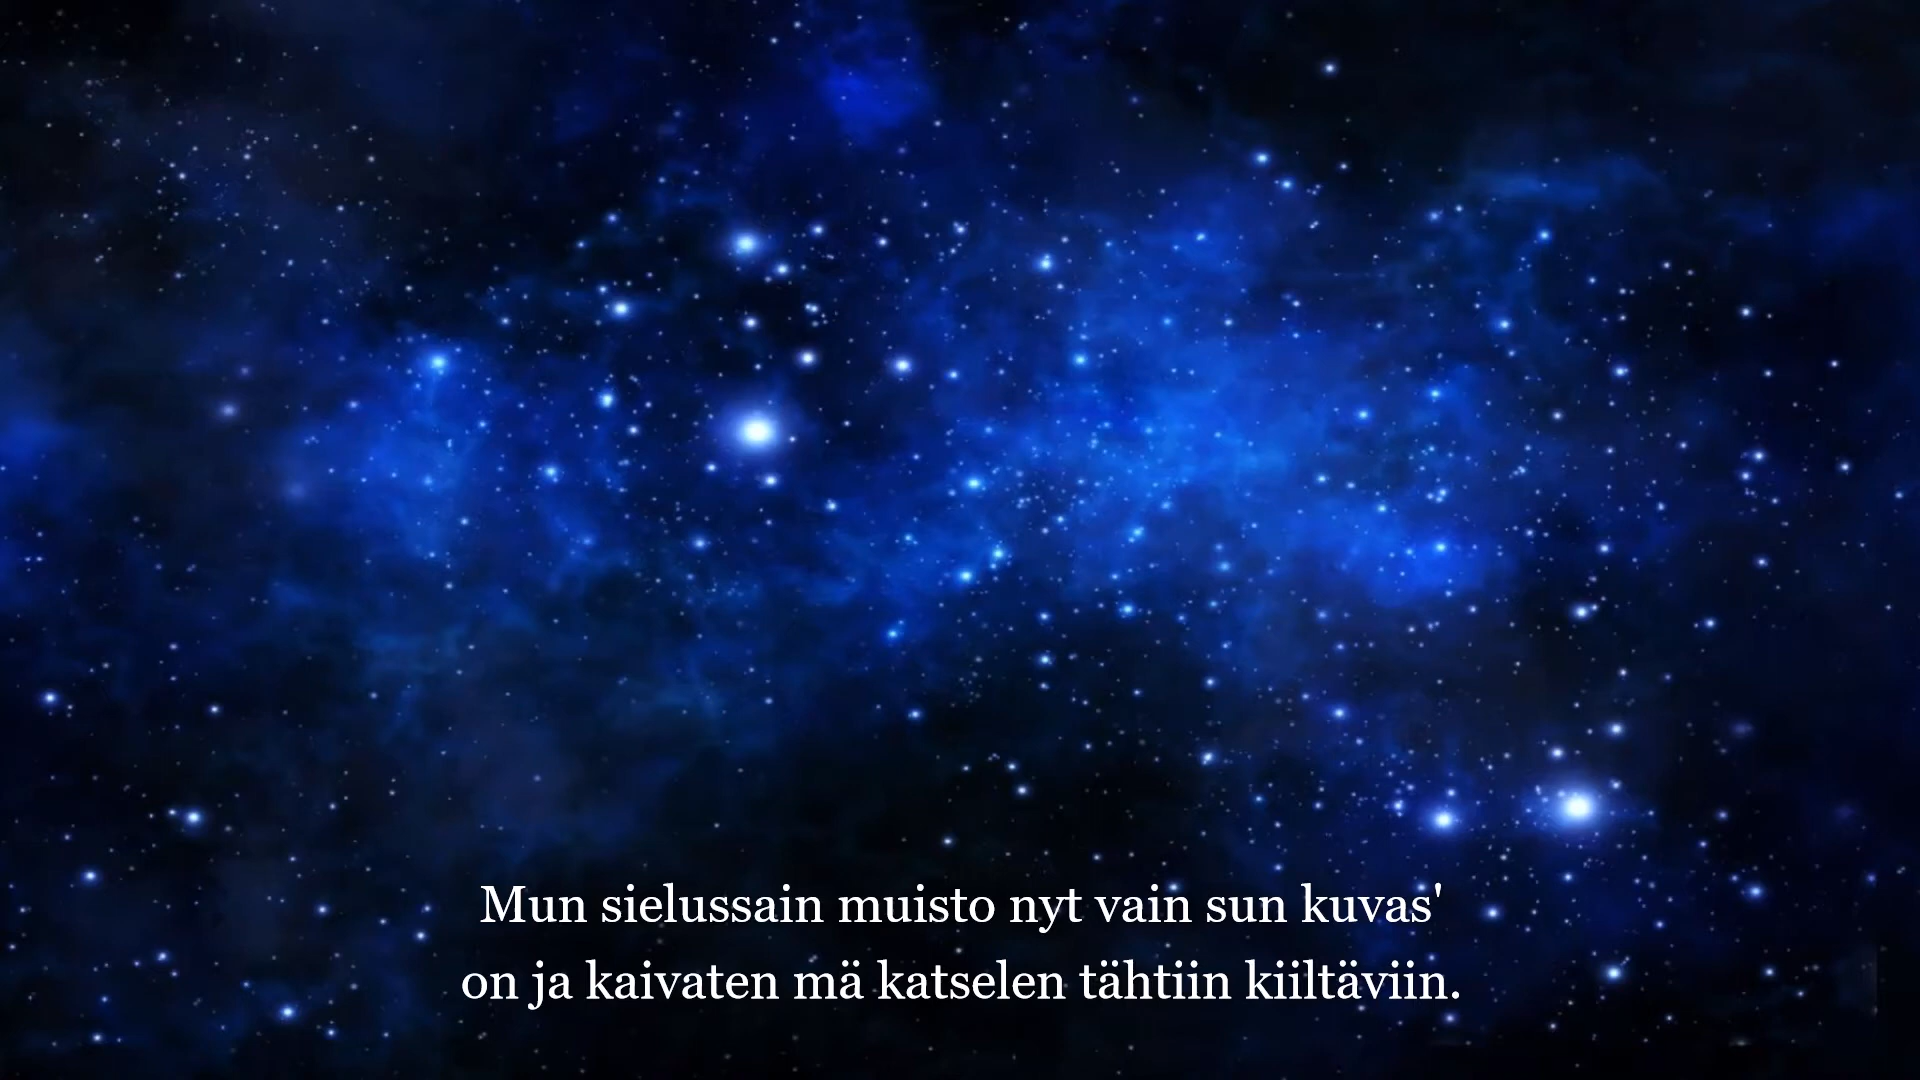 Mun sielussain muisto nyt vain sun kuvas'
on ja kaivaten mä katselen tähtiin kiiltäviin.